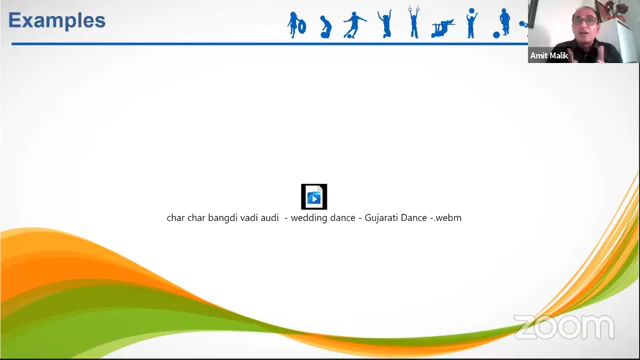 Examples
Amit Malik
char char bangdi vadi audi - wedding dance - Gujarati Dance -.webm
zoom